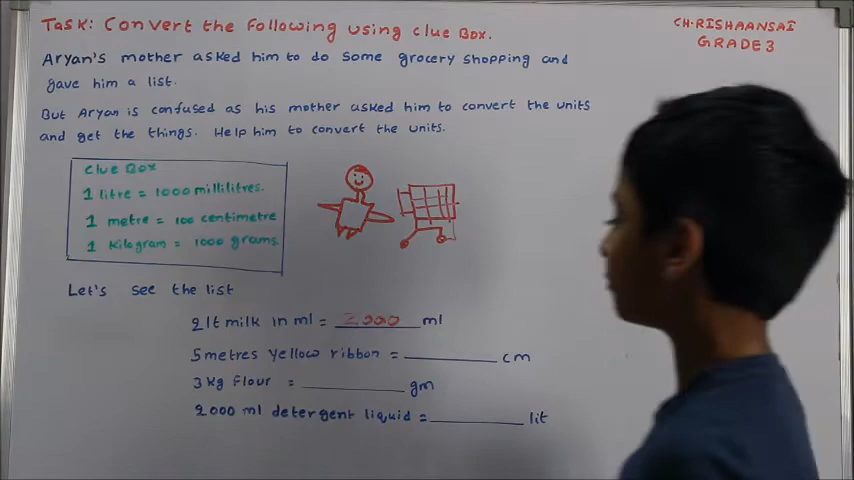 Task: Convert the Following using clue Box.
CH.RISHAANSAI
GRADE 3
Aryan's mother asked him to do some grocery shopping and
gave him a list.
But Aryan is confused as his mother asked him to convert the units
and get the things. Help him to convert the units.
Clue Box
1 litre = 1000 millilitres.
1 metre = 100 centimetre
1 Kilogram = 1000 grams.
Let's see the list
2 lt milk in ml = 2000 ml
5 metres yellow ribbon = ________ cm
3 kg flour = ________ gm
2000 ml detergent liquid = ________ lit